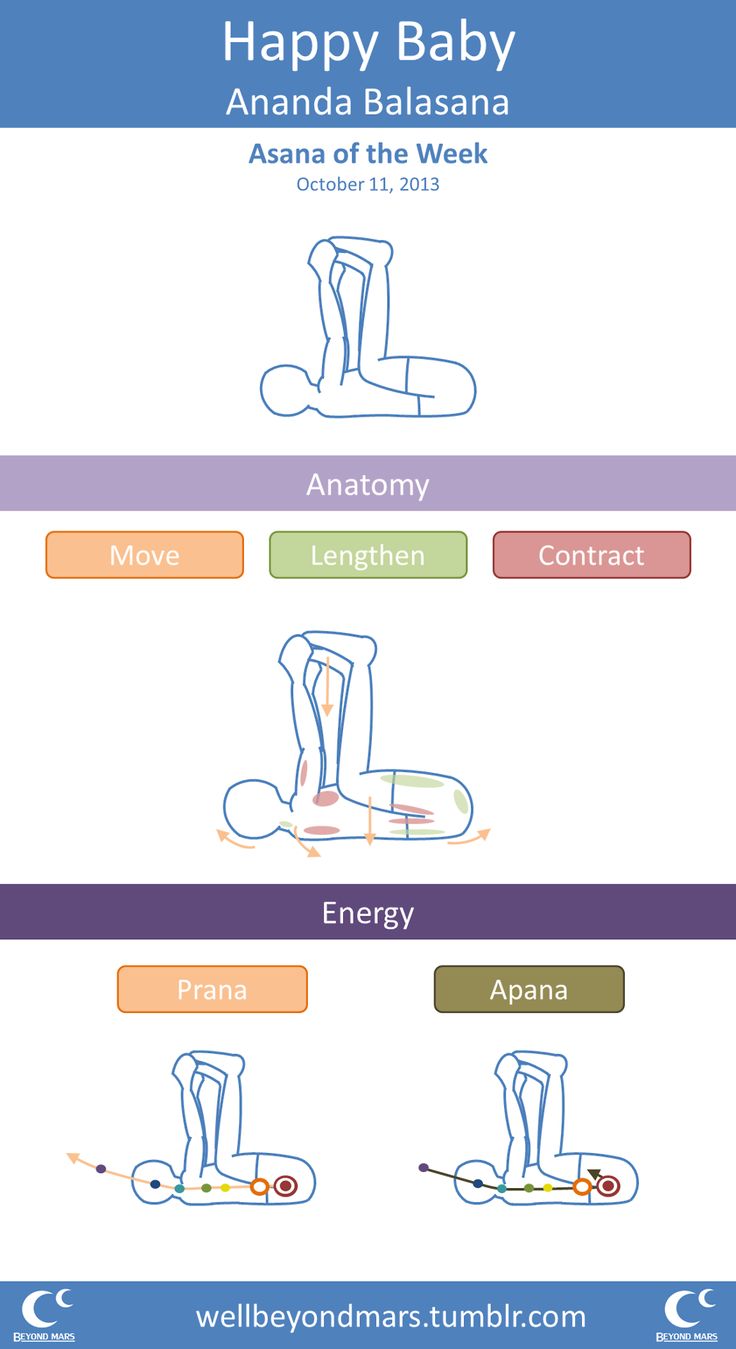 Happy Baby
Ananda Balasana
Asana of the Week
October 11, 2013
Anatomy
Move
Lengthen
Contract
Energy
Prana
Apana
BEYOND MARS
wellbeyondmars.tumblr.com
BEYOND MARS